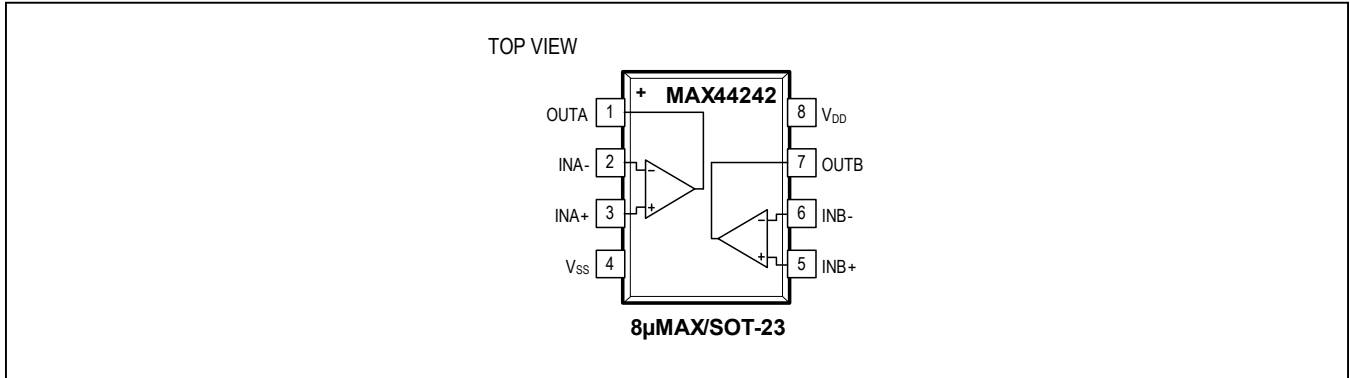 TOP VIEW
+ MAX44242
OUTA 1 8 VDD
INA- 2 7 OUTB
−
INA+ 3 + − 6 INB-
VSS 4 + 5 INB+
8µMAX/SOT-23